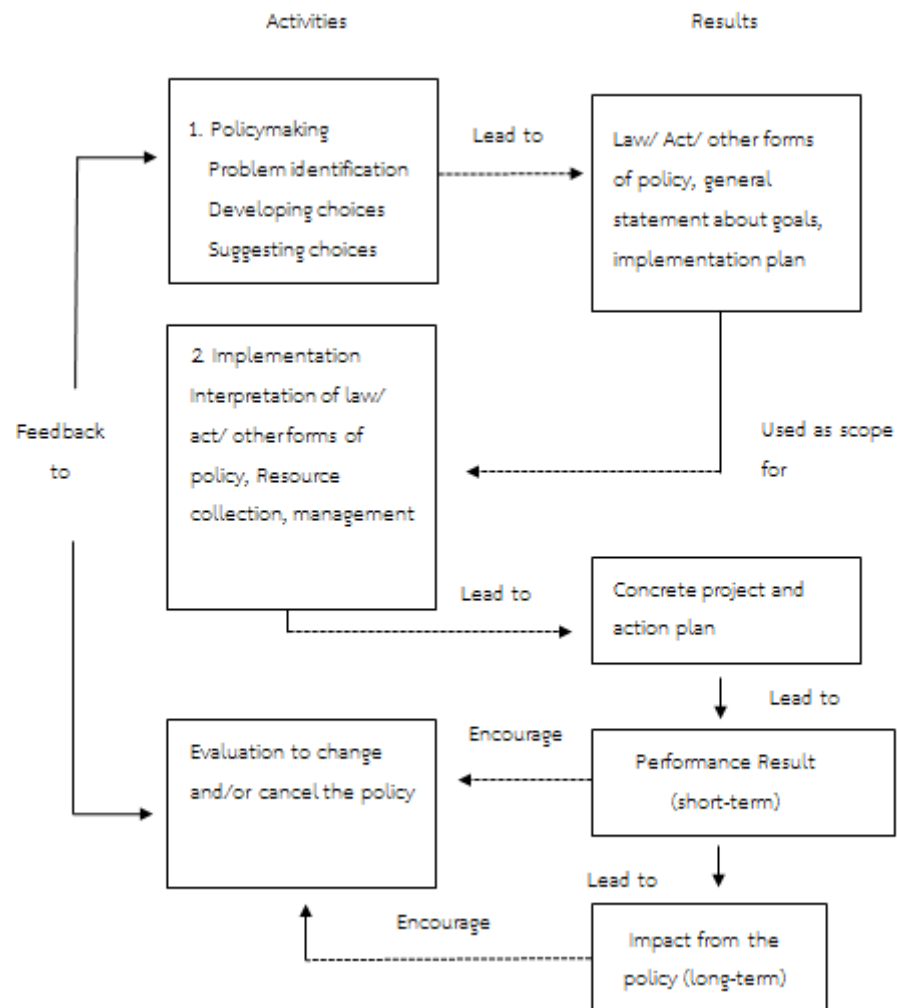 Activities
Results
1. Policymaking
Problem identification
Developing choices
Suggesting choices
Lead to
Law/ Act/ other forms
of policy, general
statement about goals,
implementation plan
2. Implementation
Interpretation of law/
act/ other forms of
policy, Resource
collection, management
Feedback
to
Used as scope
for
Lead to
Concrete project and
action plan
Lead to
Evaluation to change
and/or cancel the policy
Encourage
Performance Result
(short-term)
Lead to
Encourage
Impact from the
policy (long-term)